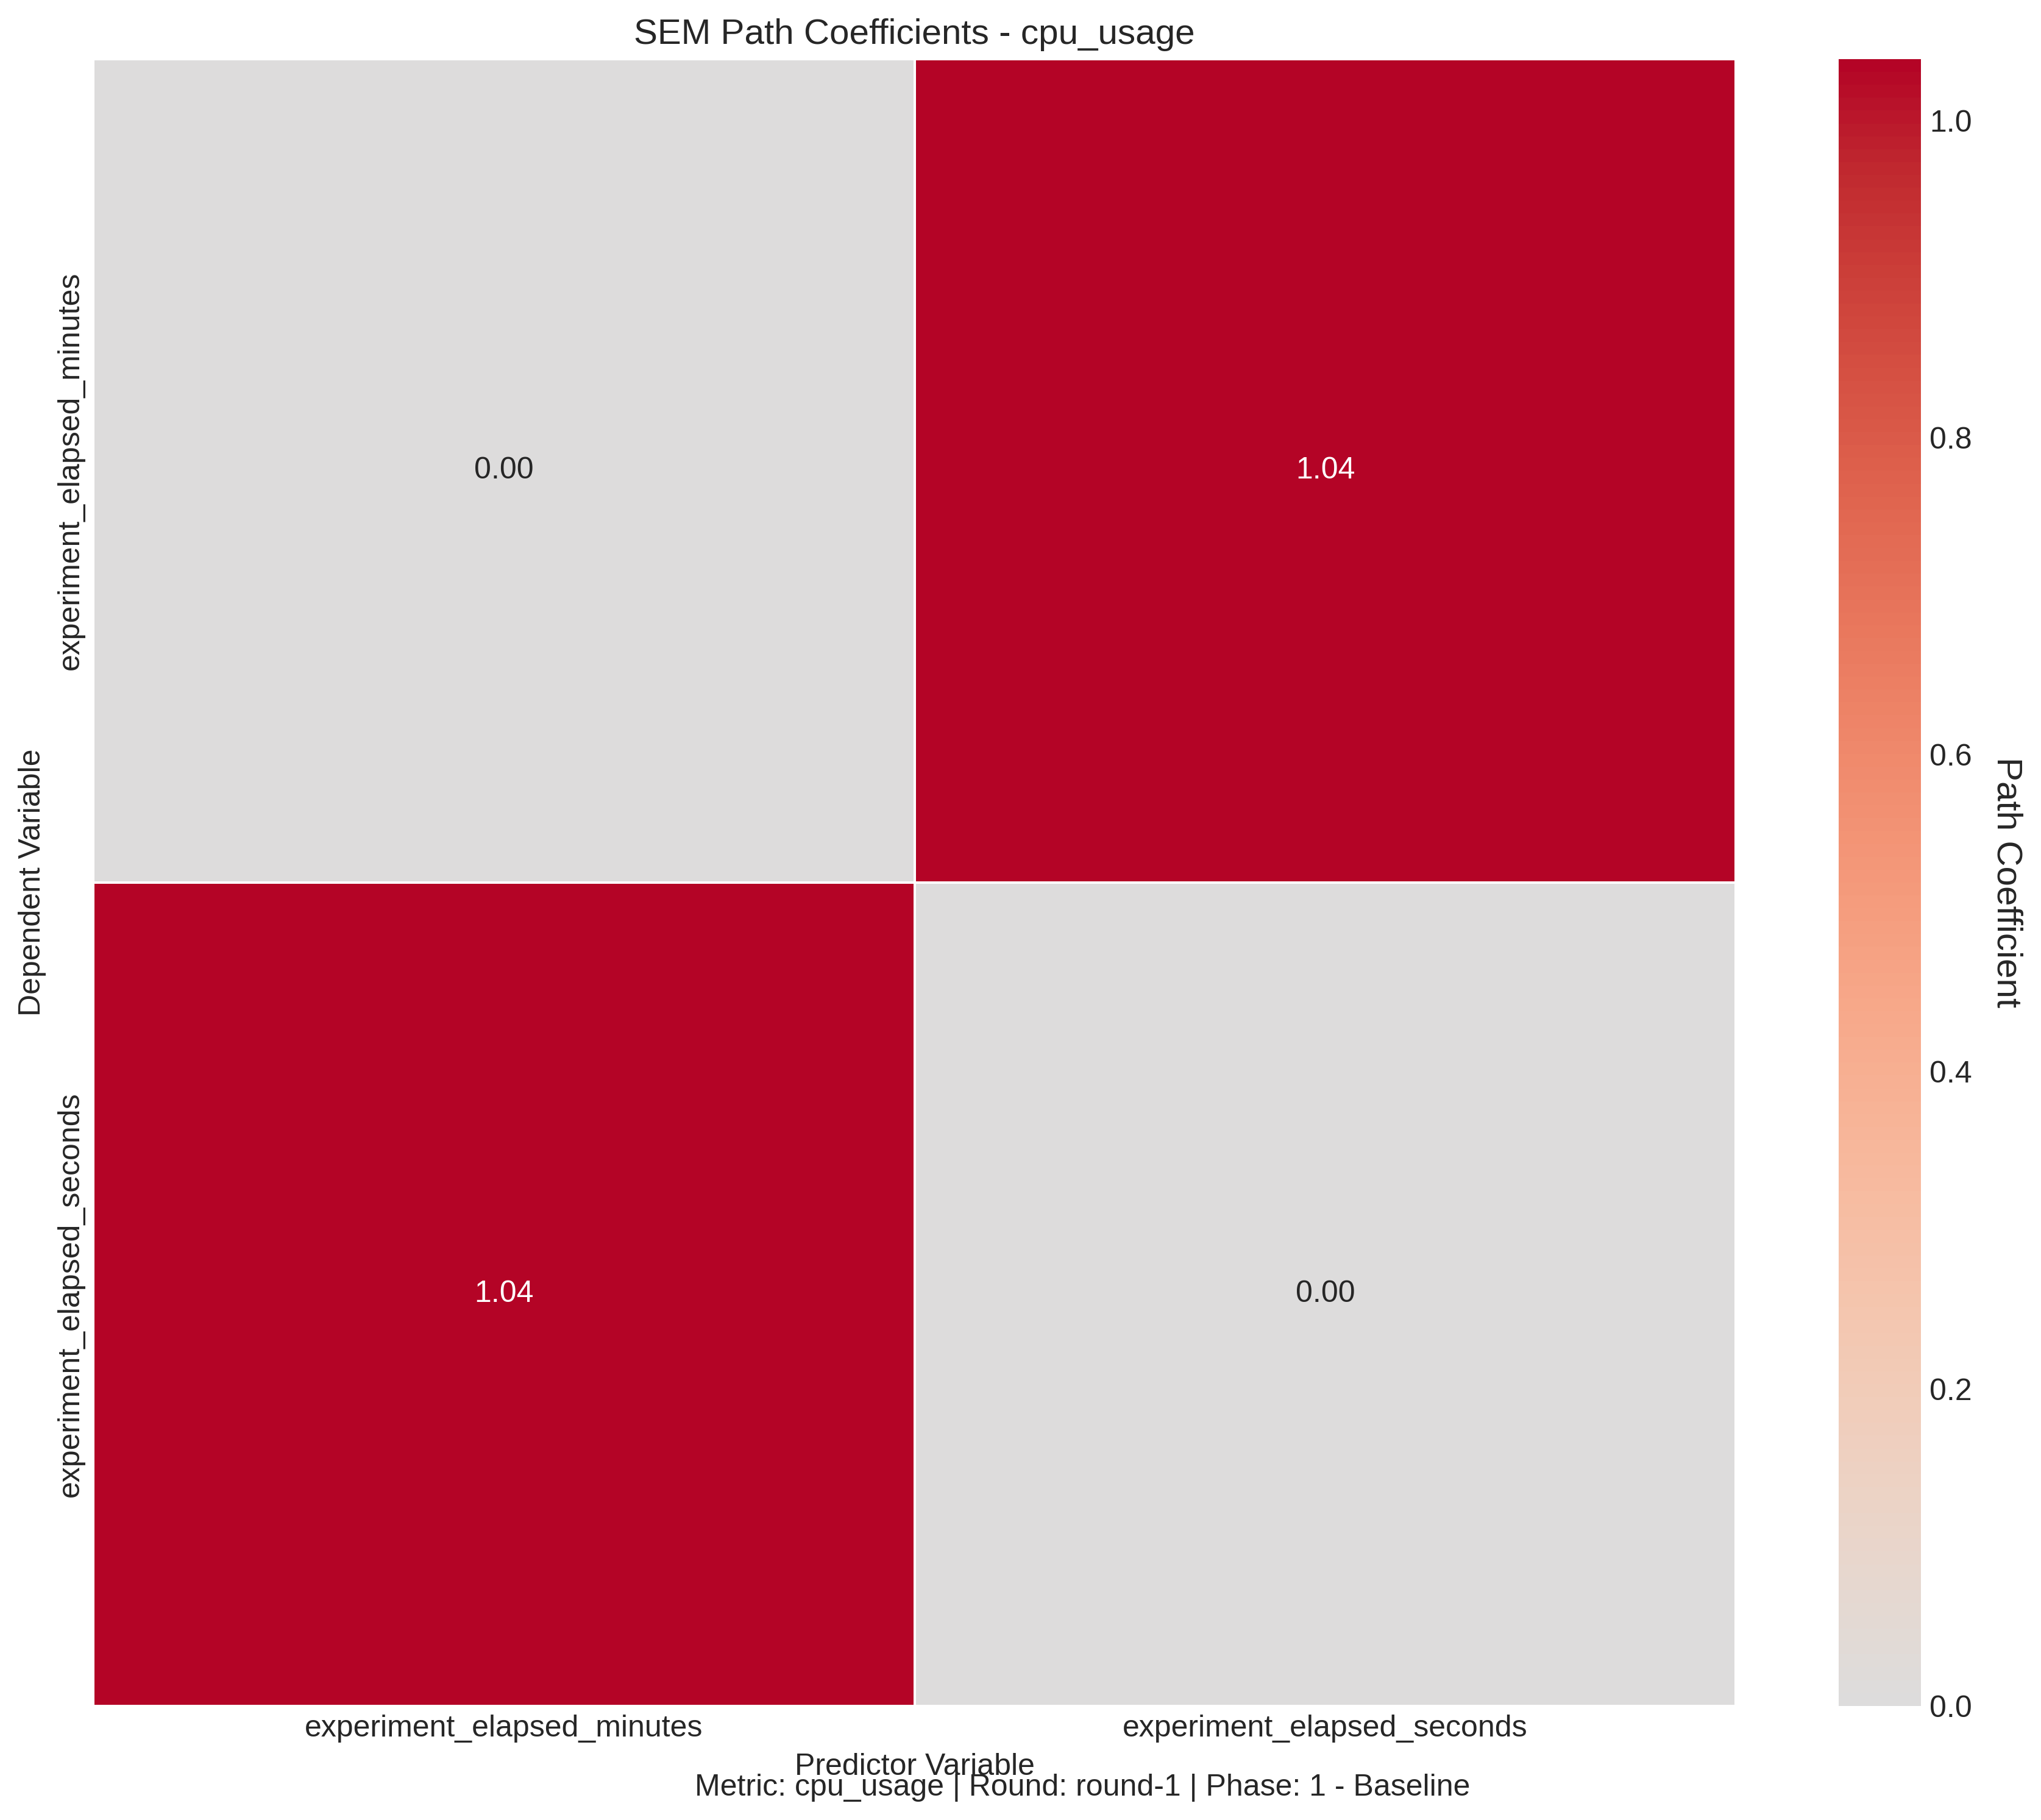 SEM Path Coefficients - cpu_usage
Dependent Variable
experiment_elapsed_minutes
experiment_elapsed_seconds
0.00
1.04
1.04
0.00
experiment_elapsed_minutes
experiment_elapsed_seconds
Predictor Variable
Metric: cpu_usage | Round: round-1 | Phase: 1 - Baseline
1.0
0.8
0.6
0.4
0.2
0.0
Path Coefficient